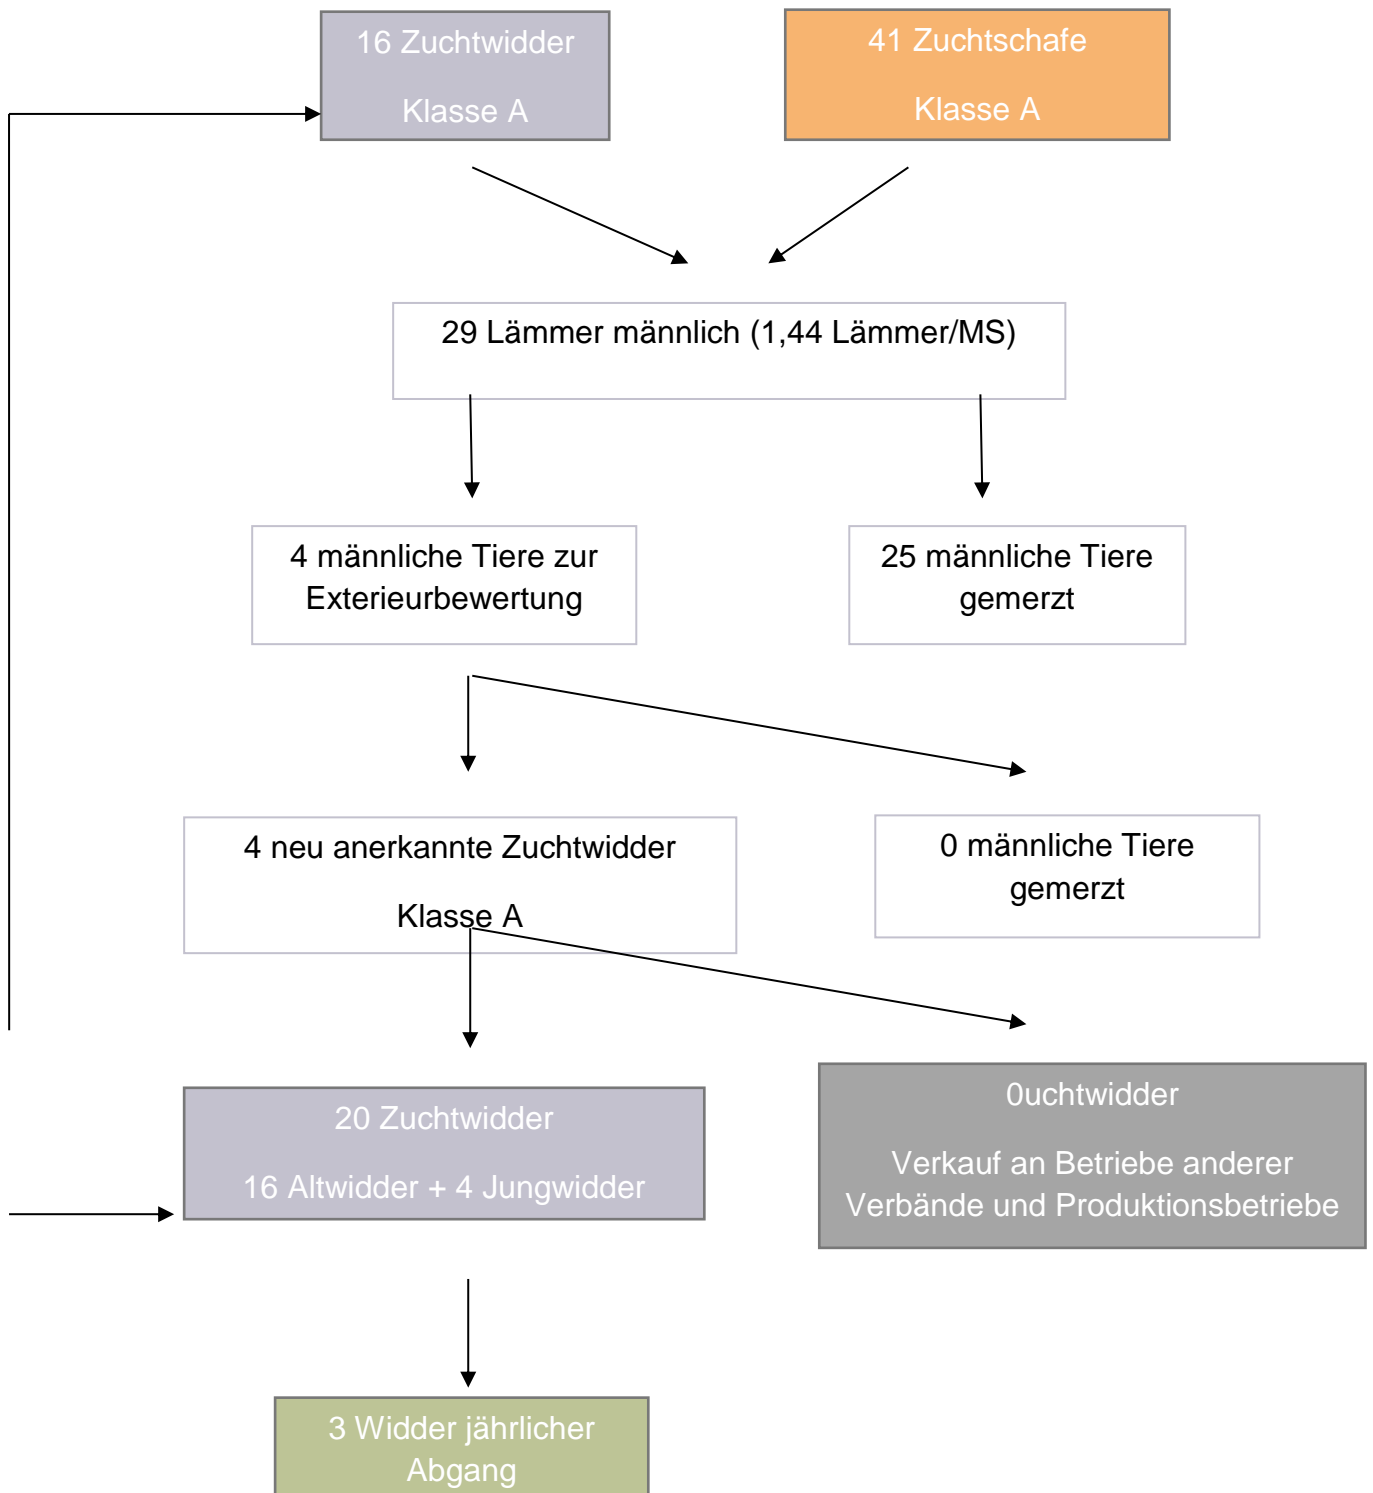 16 Zuchtwidder
Klasse A
41 Zuchtschafe
Klasse A
29 Lämmer männlich (1,44 Lämmer/MS)
4 männliche Tiere zur
Exterieurbewertung
25 männliche Tiere
gemerzt
4 neu anerkannte Zuchtwidder
Klasse A
0 männliche Tiere
gemerzt
20 Zuchtwidder
16 Altwidder + 4 Jungwidder
0uchtwidder
Verkauf an Betriebe anderer
Verbände und Produktionsbetriebe
3 Widder jährlicher
Abgang